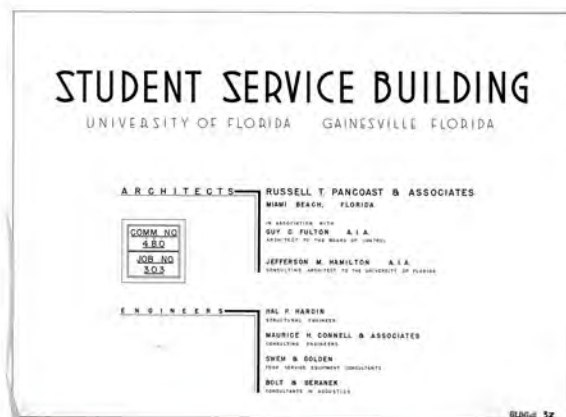 STUDENT SERVICE BUILDING
UNIVERSITY OF FLORIDA GAINESVILLE FLORIDA
ARCHITECTS
RUSSELL T. PANCOAST & ASSOCIATES
MIAMI BEACH, FLORIDA
IN ASSOCIATION WITH
GUY C. FULTON A.I.A.
ARCHITECT TO THE BOARD OF CONTROL
JEFFERSON M. HAMILTON A.I.A.
CONSULTING ARCHITECT TO THE UNIVERSITY OF FLORIDA
COMM NO
480
JOB NO
303
ENGINEERS
HAL P. HARDIN
STRUCTURAL ENGINEER
MAURICE H. CONNELL & ASSOCIATES
CONSULTING ENGINEERS
SWEM & GOLDEN
FOOD SERVICE EQUIPMENT CONSULTANTS
BOLT & BERANEK
CONSULTANTS IN ACOUSTICS